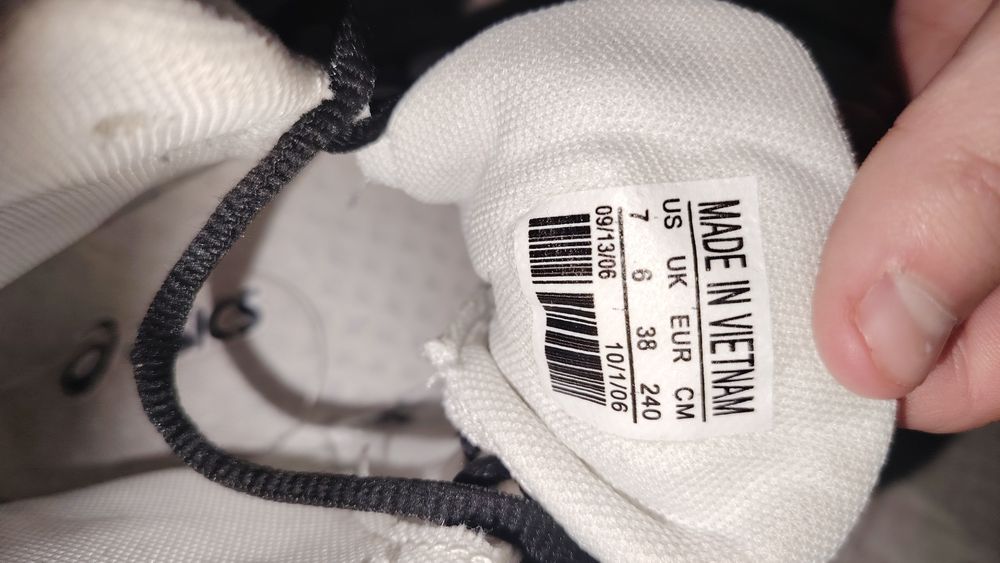 MADE IN VIETNAM
US UK EUR CM
7 6 38 240
09/13/06 10/1/06